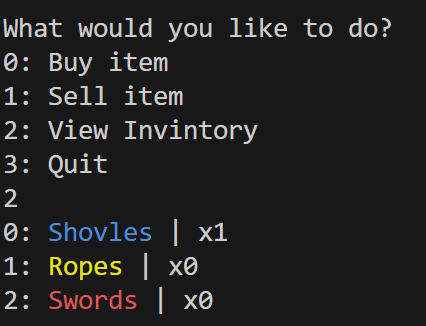 What would you like to do?
0: Buy item
1: Sell item
2: View Invintory
3: Quit
2
0: Shovles | x1
1: Ropes | x0
2: Swords | x0